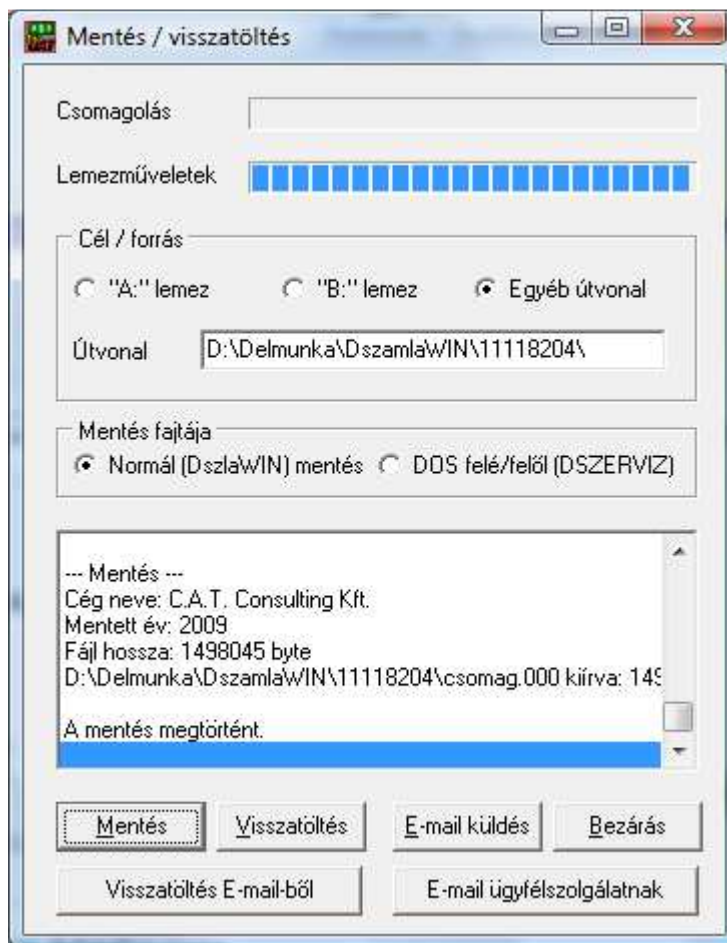 Mentés / visszatöltés
Csomagolás
Lemezműveletek
Cél / forrás
"A:" lemez "B:" lemez Egyéb útvonal
Útvonal D:\Delmunka\DszamlaWIN\11118204\
Mentés fajtája
Normál (DszlaWIN) mentés DOS felé/felől (DSZERVIZ)
--- Mentés ---
Cég neve: C.A.T. Consulting Kft.
Mentett év: 2009
Fájl hossza: 1498045 byte
D:\Delmunka\DszamlaWIN\11118204\csomag.000 kiírva: 149
A mentés megtörtént.
Mentés Visszatöltés E-mail küldés Bezárás
Visszatöltés E-mail-ből E-mail ügyfélszolgálatnak